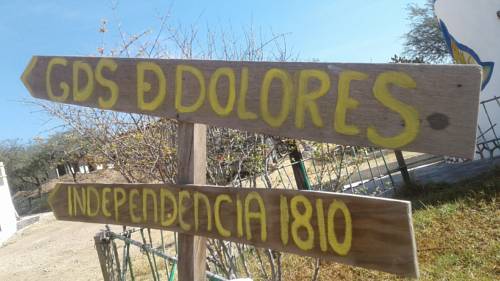 GDS Đ DOLORES
INDEPENDENCIA 1810